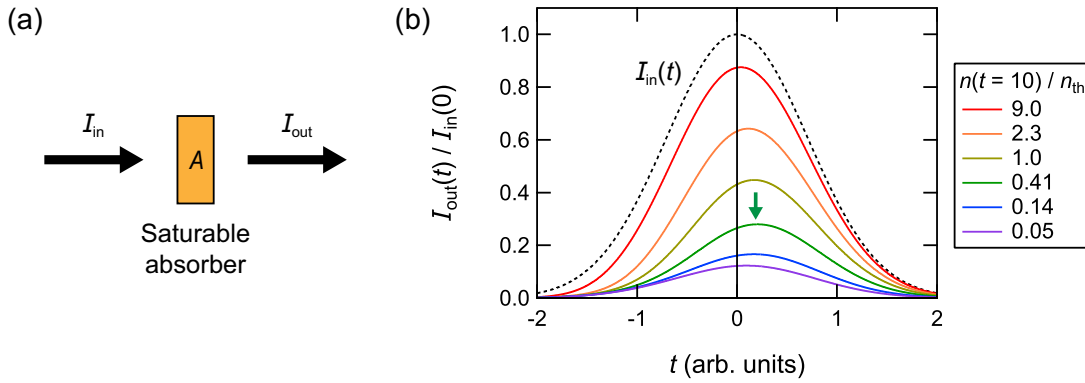 (a)
I_in
A
I_out
Saturable
absorber
(b)
I_out(t) / I_in(0)
1.0
0.8
0.6
0.4
0.2
0.0
I_in(t)
-2
-1
0
1
2
t (arb. units)
n(t = 10) / n_th
9.0
2.3
1.0
0.41
0.14
0.05